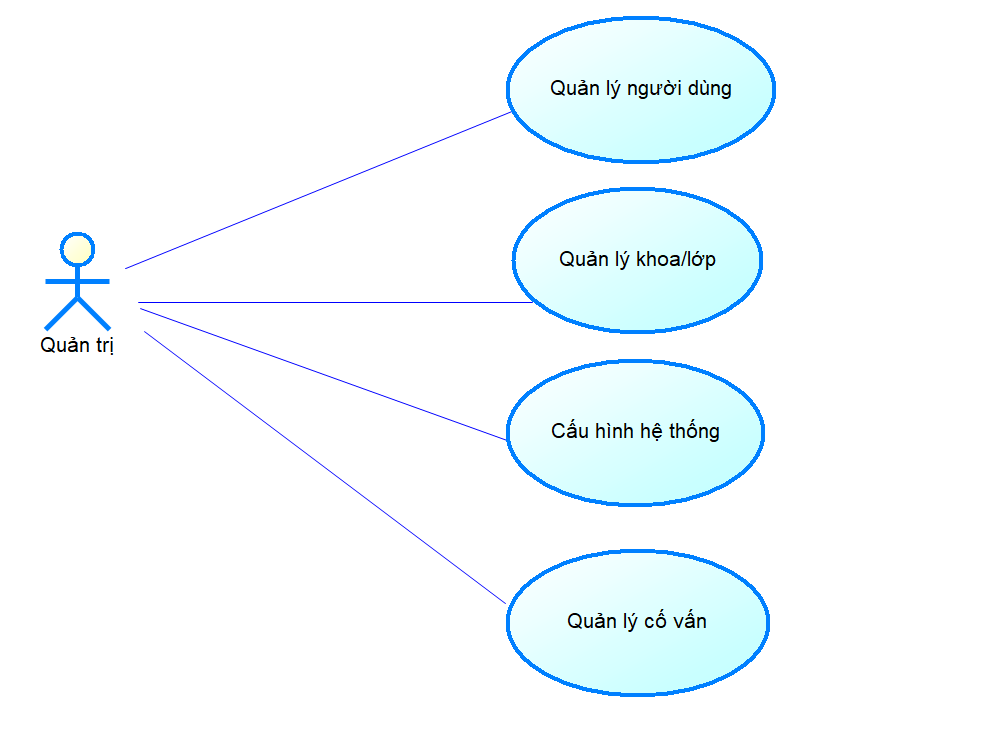 Quản lý người dùng
Quản lý khoa/lớp
Quản trị
Cấu hình hệ thống
Quản lý cố vấn